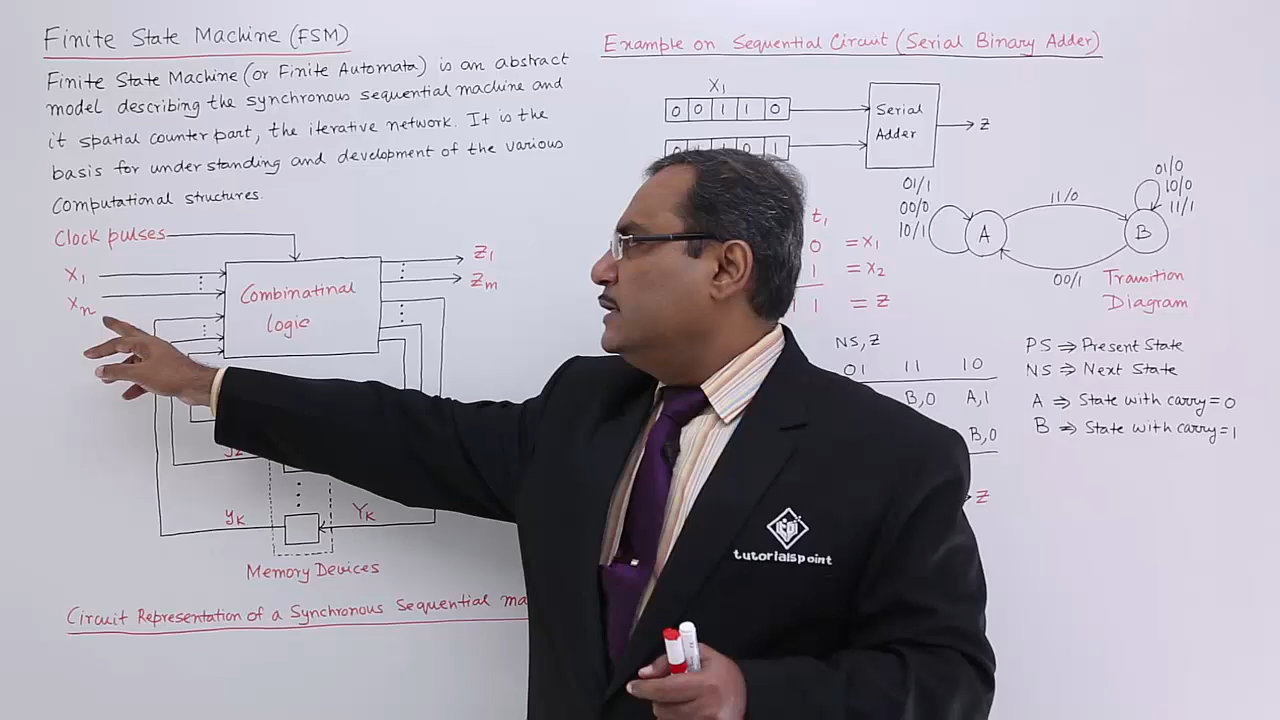 Finite State Machine (FSM)
Finite State Machine (or Finite Automata) is an abstract
model describing the synchronous sequential machine and
it spatial counter part, the iterative network. It is the
basis for understanding and development of the various
Computational structures.
Clock pulses
X1
Xn
Combinatinal
logic
Z1
Zm
yK
YK
Memory Devices
Circuit Representation of a Synchronous Sequential
Example on Sequential Circuit (Serial Binary Adder)
X1
0 0 1 1 0
Serial
Adder
Z
t1
0 = X1
1 = X2
1 1 = Z
01/1
00/0
10/1
A
11/0
00/1
B
01/0
10/0
11/1
Transition
Diagram
NS, Z
01 11 10
B,0 A,1
B,0
Z
PS ⇒ Present State
NS ⇒ Next State
A ⇒ State with carry = 0
B ⇒ State with carry = 1
tutorialspoint